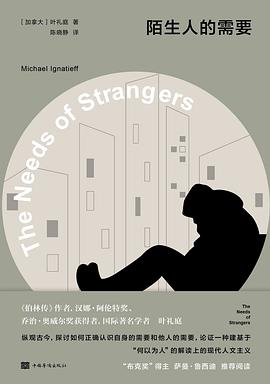 [加拿大] 叶礼庭 著
陈晓静 译
陌生人的需要
Michael Ignatieff
The Needs of Strangers
《伯林传》作者、汉娜·阿伦特奖、
乔治·奥威尔奖获得者、国际著名学者 叶礼庭
The
Needs
of
Strangers
纵观古今，探讨如何正确认识自身的需要和他人的需要，论证一种建基于
“何以为人”的解读上的现代人文主义
“布克奖”得主 萨曼·鲁西迪 推荐阅读
中国华侨出版社